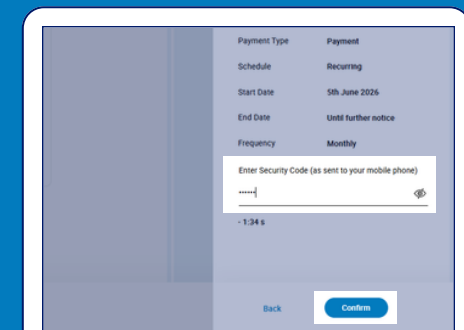 Payment Type Payment
Schedule Recurring
Start Date 5th June 2026
End Date Until further notice
Frequency Monthly
Enter Security Code (as sent to your mobile phone)
••••••
- 1:34 s
Back Confirm